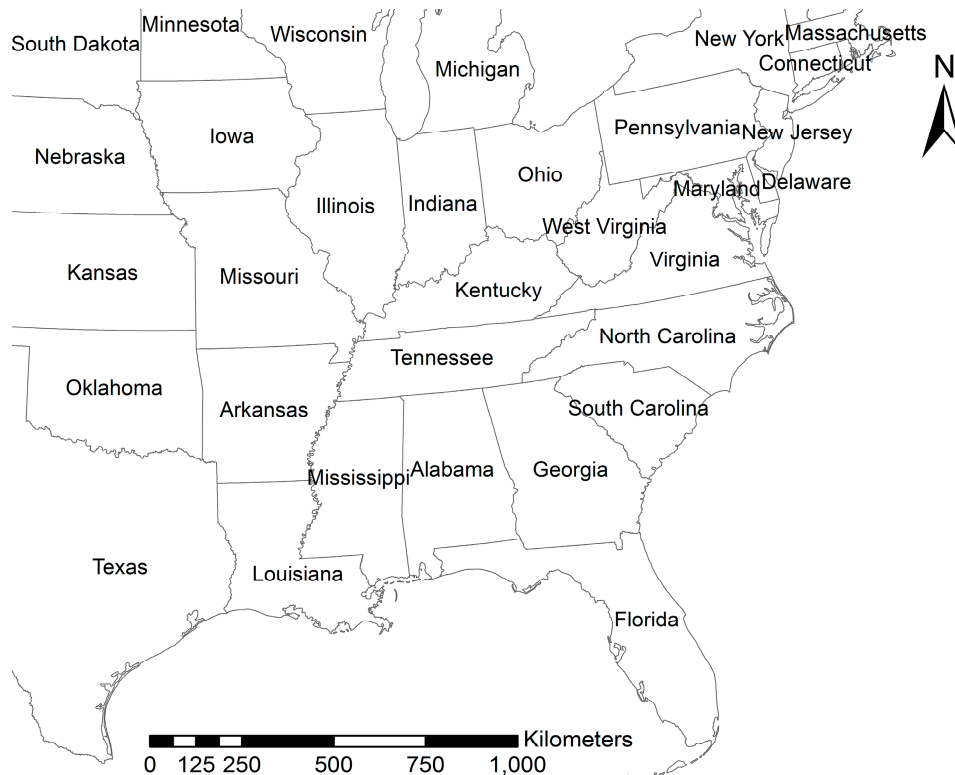 Minnesota
Wisconsin
New York
Massachusetts
South Dakota
Connecticut
Michigan
N
Iowa
Pennsylvania
New Jersey
Nebraska
Ohio
Maryland
Delaware
Illinois
Indiana
West Virginia
Kansas
Missouri
Virginia
Kentucky
North Carolina
Tennessee
Oklahoma
Arkansas
South Carolina
Mississippi
Alabama
Georgia
Texas
Louisiana
Florida
Kilometers
0 125 250 500 750 1,000